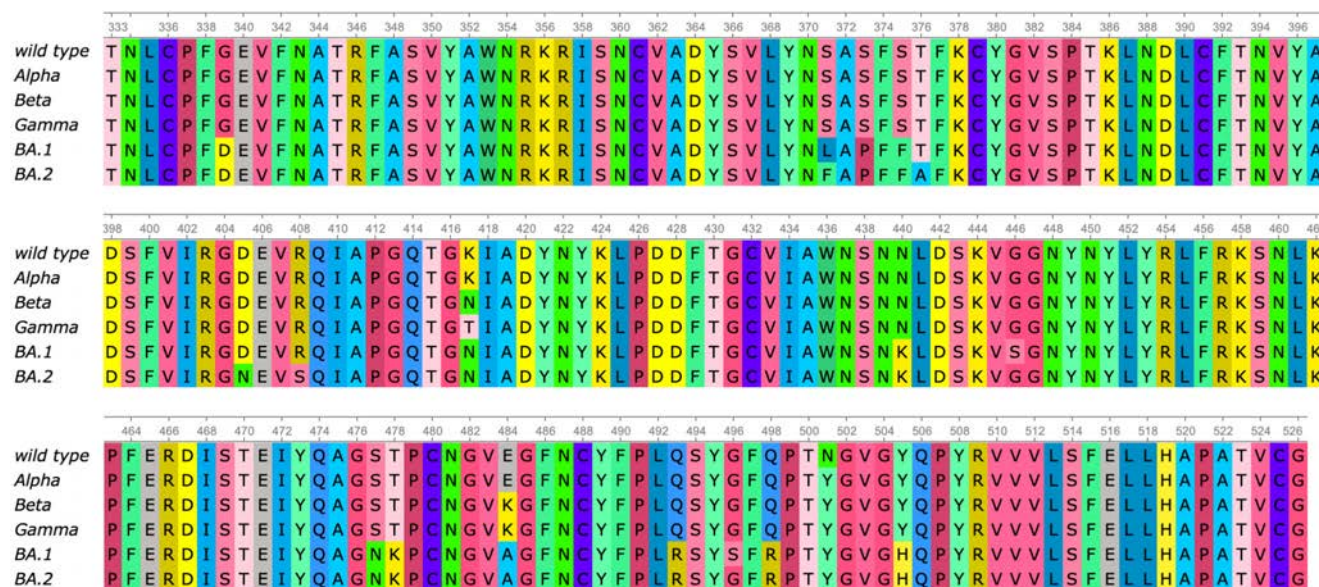 333 336 338 340 342 344 346 348 350 352 354 356 358 360 362 364 366 368 370 372 374 376 378 380 382 384 386 388 390 392 394 396
wild type T N L C P F G E V F N A T R F A S V Y A W N R K R I S N C V A D Y S V L Y N S A S F S T F K C Y G V S P T K L N D L C F T N V Y A
Alpha T N L C P F G E V F N A T R F A S V Y A W N R K R I S N C V A D Y S V L Y N S A S F S T F K C Y G V S P T K L N D L C F T N V Y A
Beta T N L C P F G E V F N A T R F A S V Y A W N R K R I S N C V A D Y S V L Y N S A S F S T F K C Y G V S P T K L N D L C F T N V Y A
Gamma T N L C P F G E V F N A T R F A S V Y A W N R K R I S N C V A D Y S V L Y N S A S F S T F K C Y G V S P T K L N D L C F T N V Y A
BA.1 T N L C P F D E V F N A T R F A S V Y A W N R K R I S N C V A D Y S V L Y N L A P F F T F K C Y G V S P T K L N D L C F T N V Y A
BA.2 T N L C P F D E V F N A T R F A S V Y A W N R K R I S N C V A D Y S V L Y N F A P F F A F K C Y G V S P T K L N D L C F T N V Y A
398 400 402 404 406 408 410 412 414 416 418 420 422 424 426 428 430 432 434 436 438 440 442 444 446 448 450 452 454 456 458 460 46
wild type D S F V I R G D E V R Q I A P G Q T G K I A D Y N Y K L P D D F T G C V I A W N S N N L D S K V G G N Y N Y L Y R L F R K S N L K
Alpha D S F V I R G D E V R Q I A P G Q T G K I A D Y N Y K L P D D F T G C V I A W N S N N L D S K V G G N Y N Y L Y R L F R K S N L K
Beta D S F V I R G D E V R Q I A P G Q T G N I A D Y N Y K L P D D F T G C V I A W N S N N L D S K V G G N Y N Y L Y R L F R K S N L K
Gamma D S F V I R G D E V R Q I A P G Q T G T I A D Y N Y K L P D D F T G C V I A W N S N N L D S K V G G N Y N Y L Y R L F R K S N L K
BA.1 D S F V I R G D E V R Q I A P G Q T G N I A D Y N Y K L P D D F T G C V I A W N S N K L D S K V S G N Y N Y L Y R L F R K S N L K
BA.2 D S F V I R G N E V S Q I A P G Q T G N I A D Y N Y K L P D D F T G C V I A W N S N K L D S K V G G N Y N Y L Y R L F R K S N L K
464 466 468 470 472 474 476 478 480 482 484 486 488 490 492 494 496 498 500 502 504 506 508 510 512 514 516 518 520 522 524 526
wild type P F E R D I S T E I Y Q A G S T P C N G V E G F N C Y F P L Q S Y G F Q P T N G V G Y Q P Y R V V V L S F E L L H A P A T V C G
Alpha P F E R D I S T E I Y Q A G S T P C N G V E G F N C Y F P L Q S Y G F Q P T Y G V G Y Q P Y R V V V L S F E L L H A P A T V C G
Beta P F E R D I S T E I Y Q A G S T P C N G V K G F N C Y F P L Q S Y G F Q P T Y G V G Y Q P Y R V V V L S F E L L H A P A T V C G
Gamma P F E R D I S T E I Y Q A G S T P C N G V K G F N C Y F P L Q S Y G F Q P T Y G V G Y Q P Y R V V V L S F E L L H A P A T V C G
BA.1 P F E R D I S T E I Y Q A G N K P C N G V A G F N C Y F P L R S Y S F R P T Y G V G H Q P Y R V V V L S F E L L H A P A T V C G
BA.2 P F E R D I S T E I Y Q A G N K P C N G V A G F N C Y F P L R S Y G F R P T Y G V G H Q P Y R V V V L S F E L L H A P A T V C G